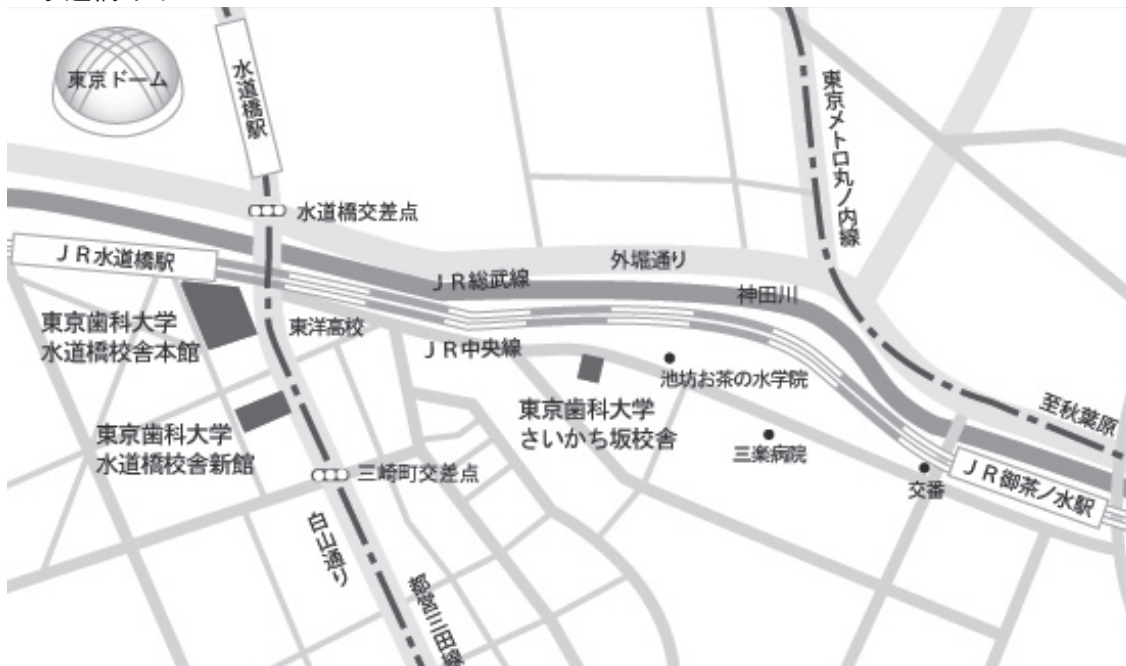 東京ドーム
水道橋駅
水道橋交差点
東京メトロ丸ノ内線
JR水道橋駅
外堀通り
JR総武線
神田川
東京歯科大学
水道橋校舎本館
東洋高校
JR中央線
池坊お茶の水学院
東京歯科大学
さいかち坂校舎
至秋葉原
東京歯科大学
水道橋校舎新館
三楽病院
三崎町交差点
交番
JR御茶ノ水駅
白山通り
都営三田線